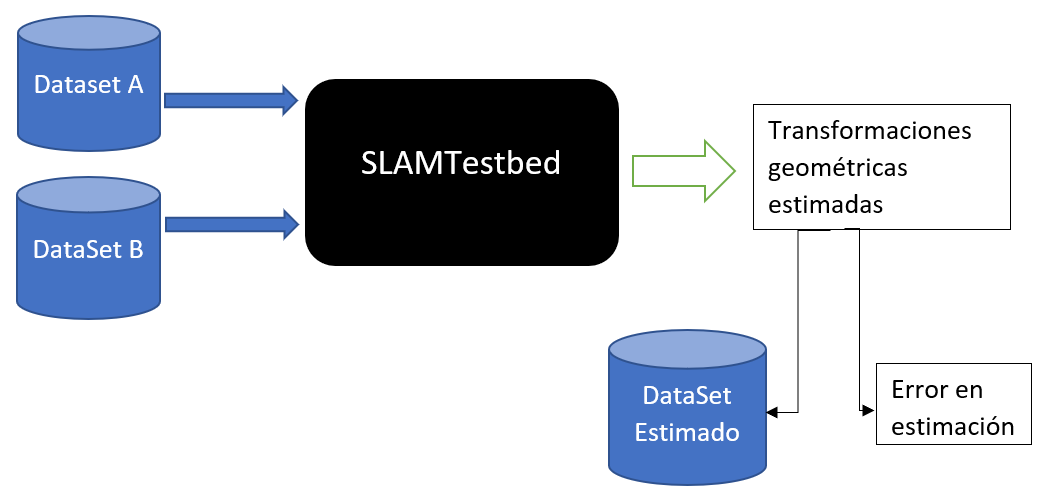 Dataset A
DataSet B
SLAMTestbed
Transformaciones
geométricas
estimadas
DataSet
Estimado
Error en
estimación